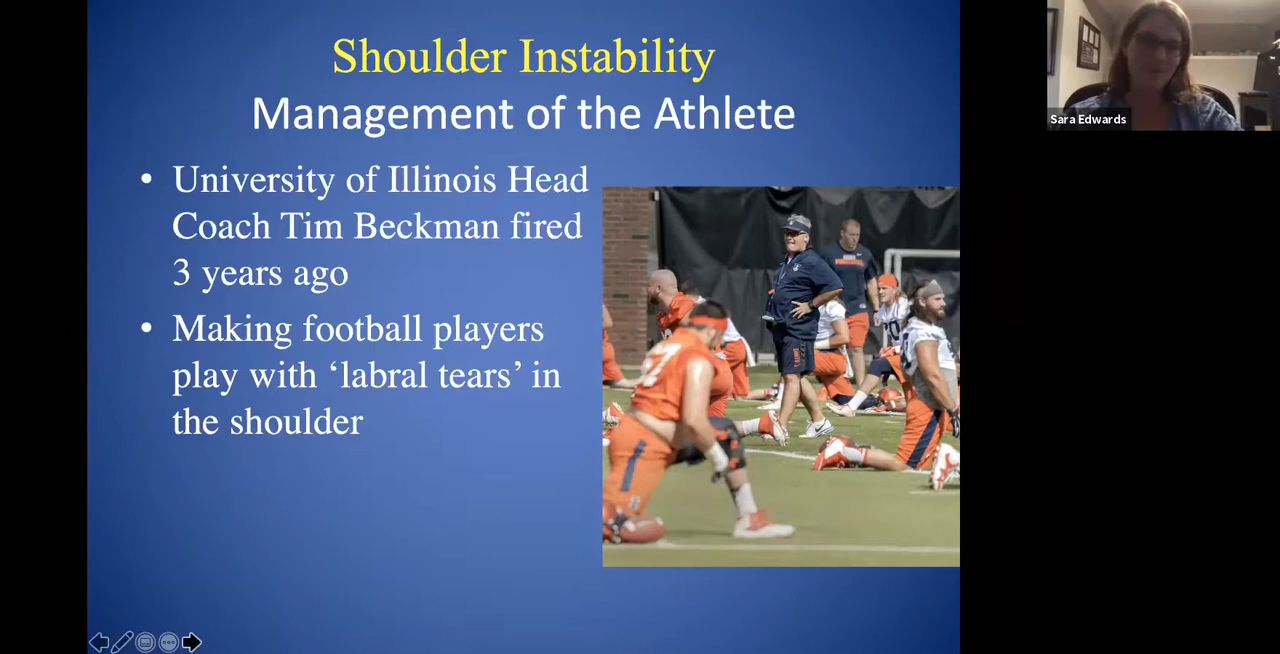 Shoulder Instability
Management of the Athlete
• University of Illinois Head
Coach Tim Beckman fired
3 years ago
• Making football players
play with ‘labral tears’ in
the shoulder
Sara Edwards